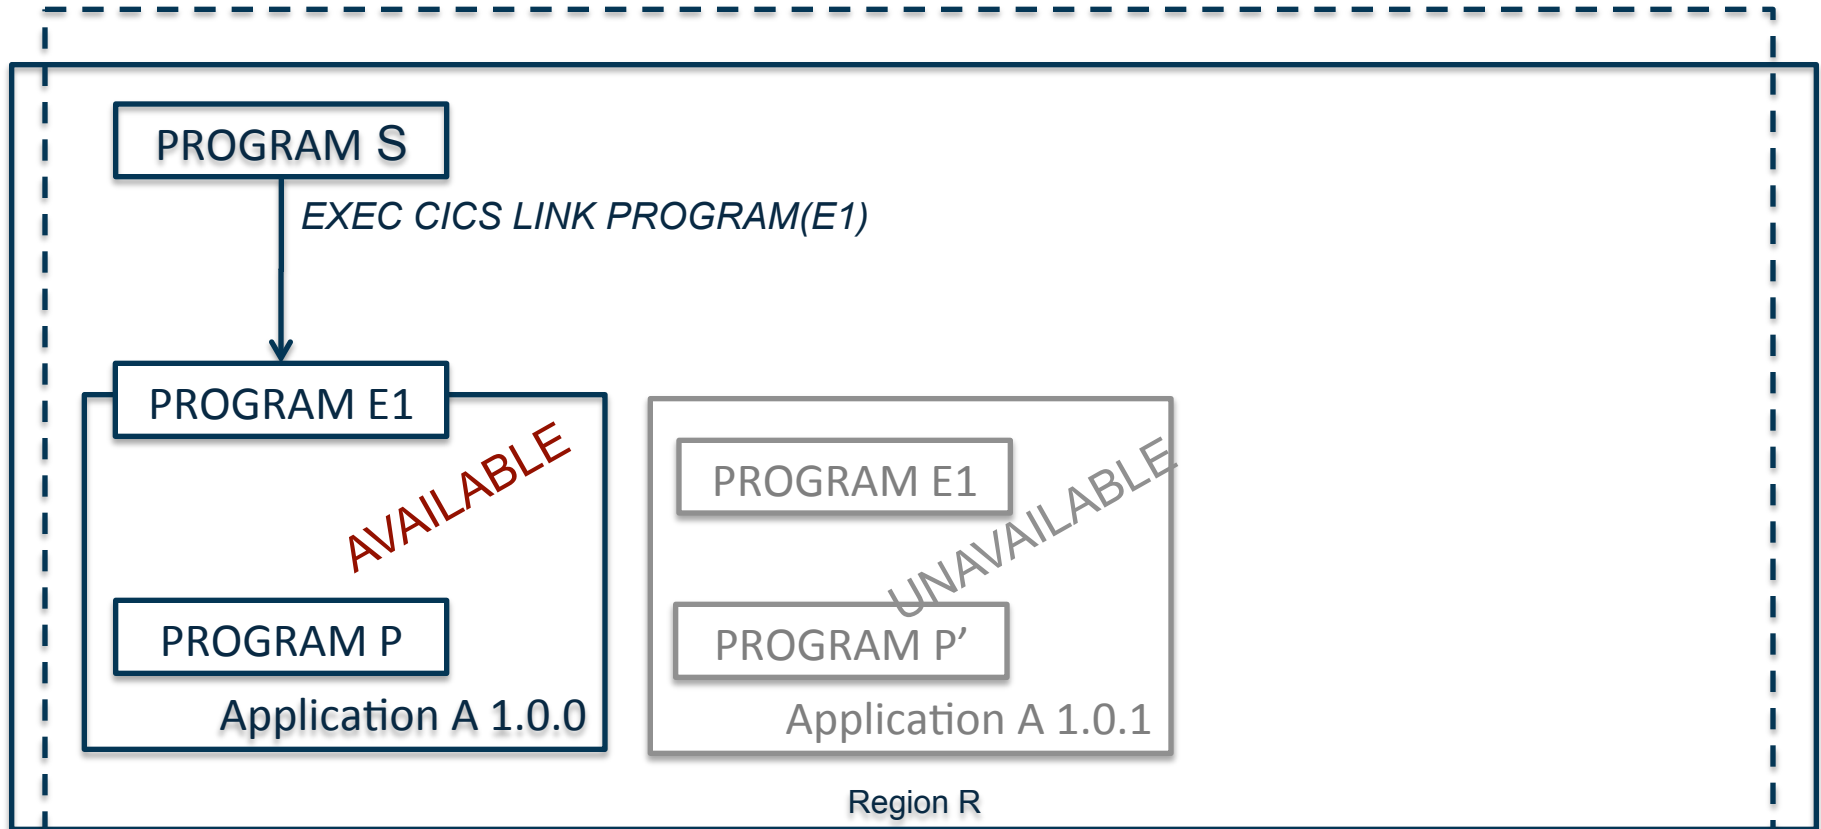 PROGRAM S
EXEC CICS LINK PROGRAM(E1)
PROGRAM E1
AVAILABLE
PROGRAM P
Application A 1.0.0
PROGRAM E1
UNAVAILABLE
PROGRAM P’
Application A 1.0.1
Region R